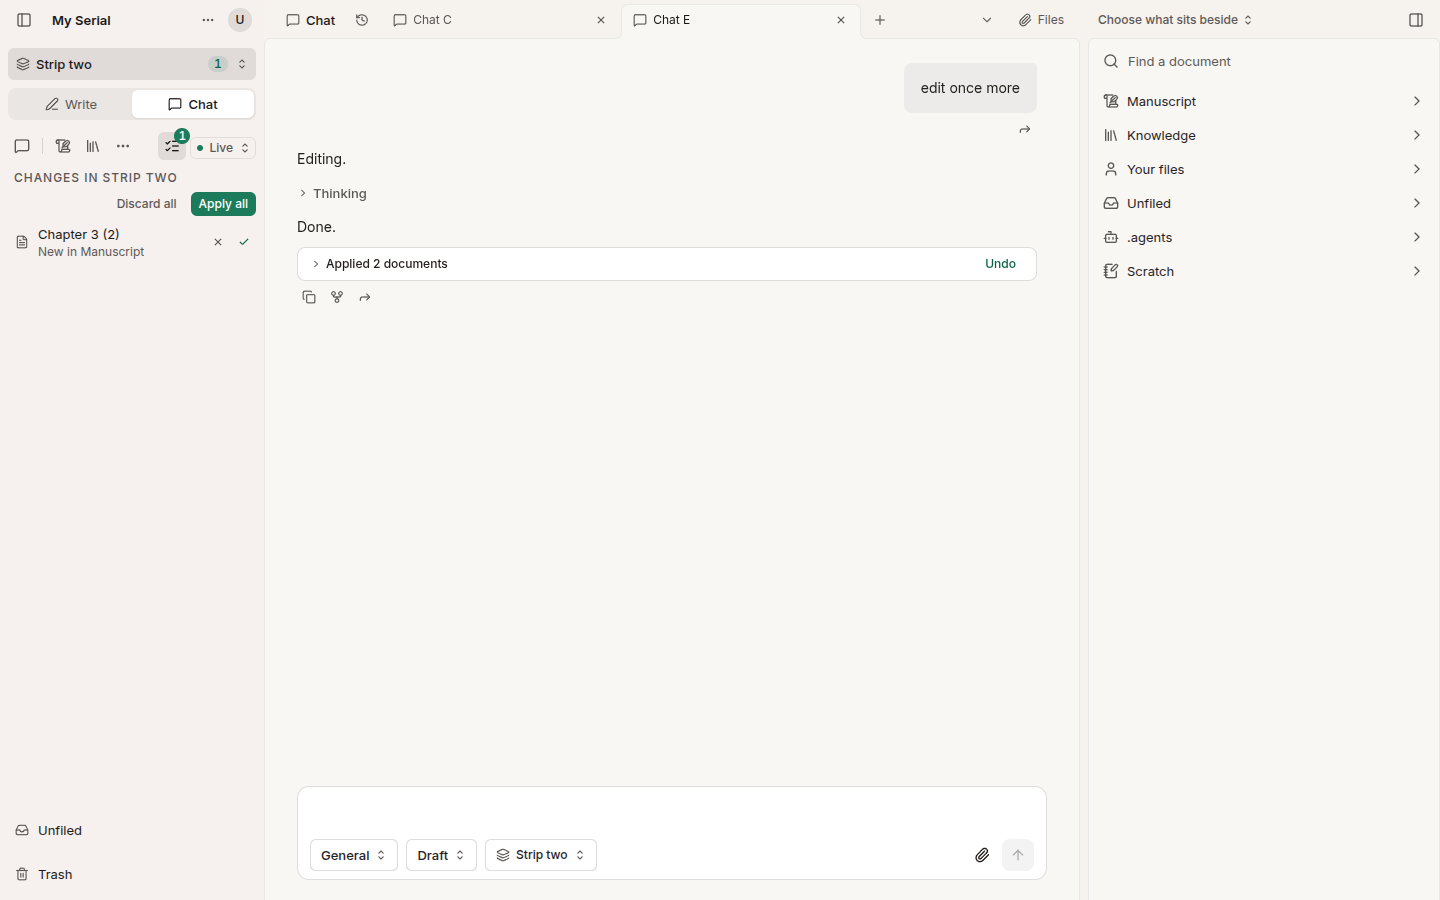 My Serial
U
Chat
Chat C
Chat E
Files
Choose what sits beside
Strip two
1
Write
Chat
1
Live
CHANGES IN STRIP TWO
Discard all
Apply all
Chapter 3 (2)
New in Manuscript
Unfiled
Trash
edit once more
Editing.
Thinking
Done.
Applied 2 documents
Undo
General
Draft
Strip two
Find a document
Manuscript
Knowledge
Your files
Unfiled
.agents
Scratch